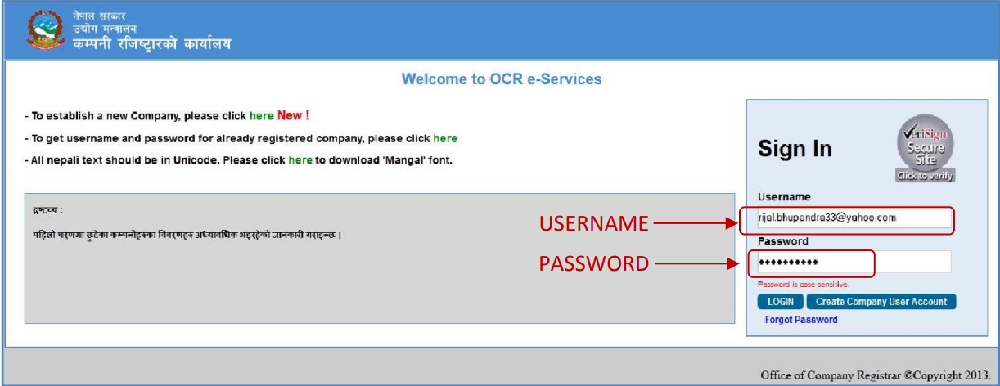 नेपाल सरकार
उद्योग मन्त्रालय
कम्पनी रजिष्ट्रारको कार्यालय
Welcome to OCR e-Services
- To establish a new Company, please click here New !
- To get username and password for already registered company, please click here
- All nepali text should be in Unicode. Please click here to download 'Mangal' font.
द्रष्टव्य :
पहिलो चरणमा छुटेका कम्पनीहरुका विवरणहरु अध्यावधिक भइरहेको जानकारी गराइन्छ ।
Sign In
VeriSign
Secure
Site
Click to verify
Username
USERNAME
rijal.bhupendra33@yahoo.com
Password
PASSWORD
Password is case-sensitive.
LOGIN Create Company User Account
Forgot Password
Office of Company Registrar ©Copyright 2013.